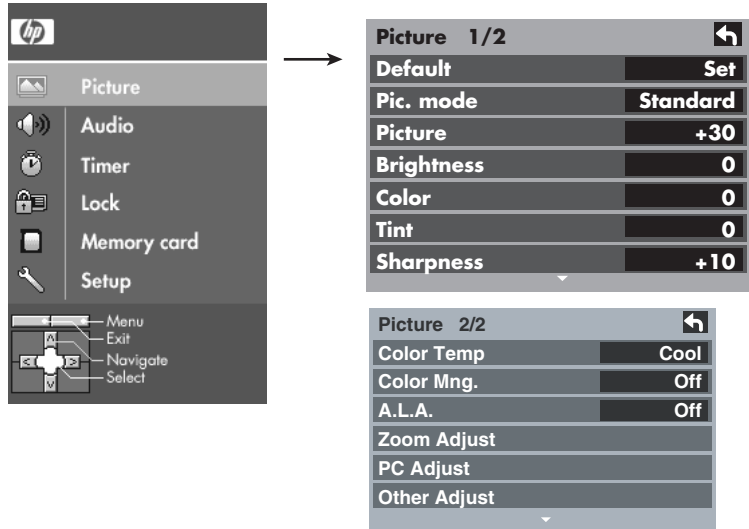 hp
Picture
Audio
Timer
Lock
Memory card
Setup
Menu
Exit
Navigate
Select
Picture 1/2
Default Set
Pic. mode Standard
Picture +30
Brightness 0
Color 0
Tint 0
Sharpness +10
Picture 2/2
Color Temp Cool
Color Mng. Off
A.L.A. Off
Zoom Adjust
PC Adjust
Other Adjust